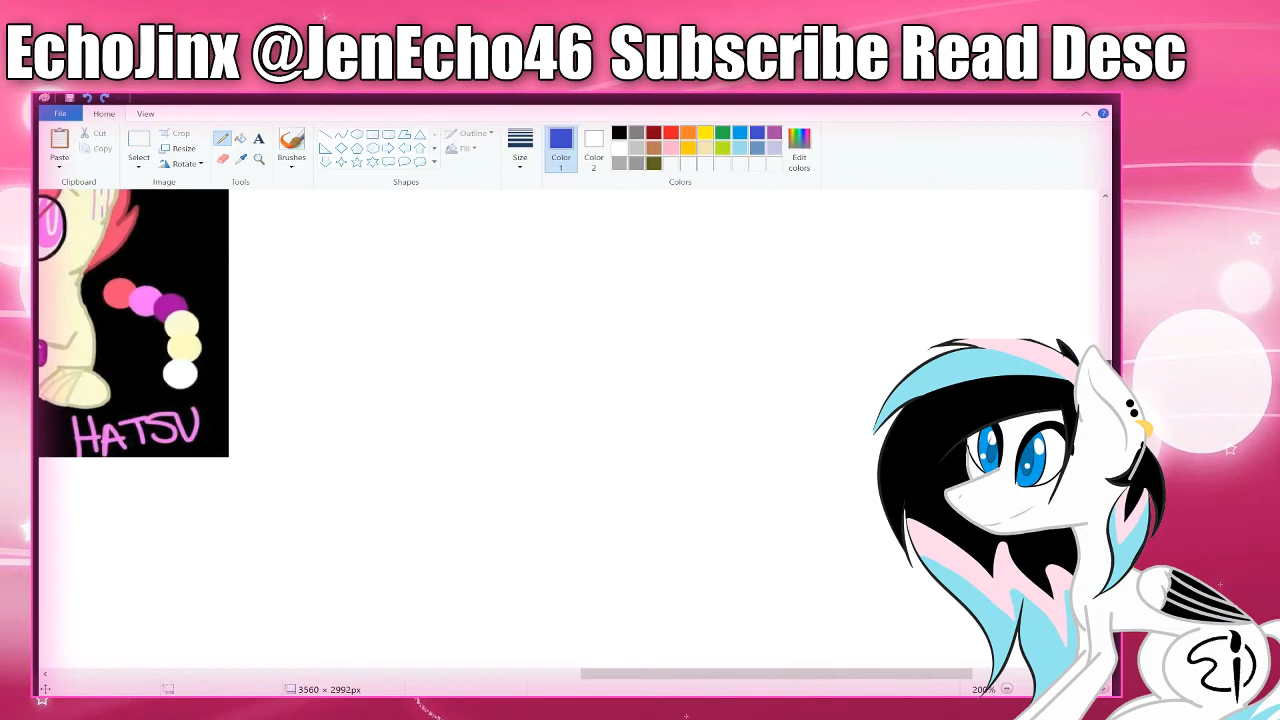 EchoJinx @JenEcho46 Subscribe Read Desc
File Home View
Paste
Cut
Copy
Clipboard
Select
Crop
Resize
Rotate
Image
Tools
Brushes
Outline
Fill
Shapes
Size
Color 1
Color 2
Edit colors
Colors
HATSU
3560 × 2992px
200%